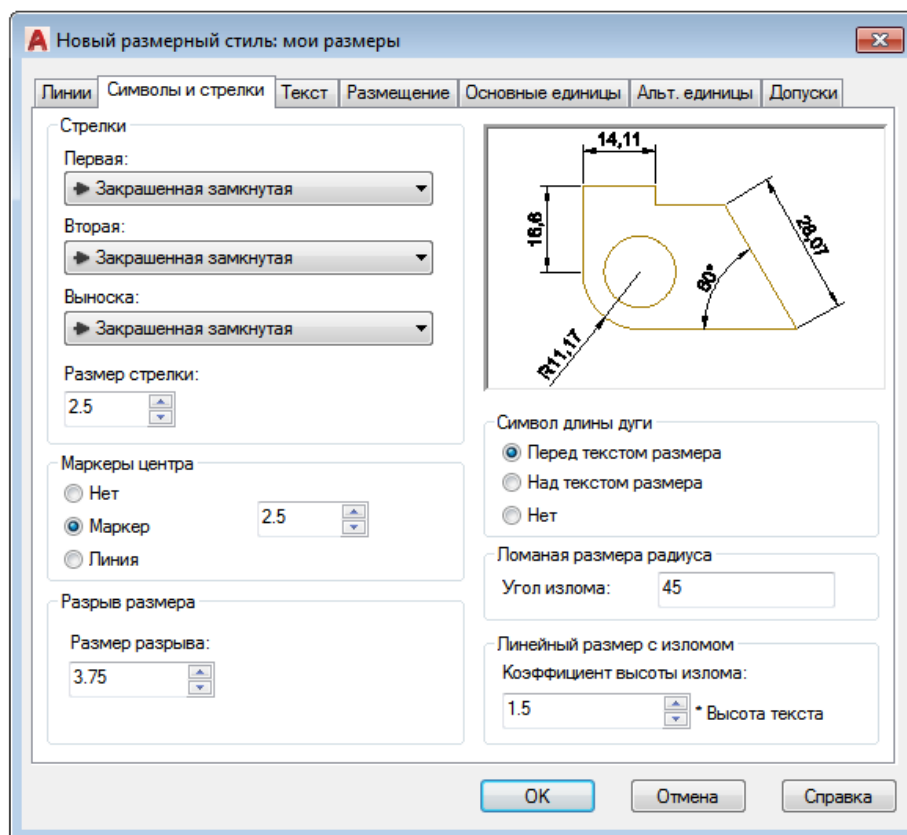 Новый размерный стиль: мои размеры
Линии Символы и стрелки Текст Размещение Основные единицы Альт. единицы Допуски
Стрелки
Первая:
Закрашенная замкнутая
Вторая:
Закрашенная замкнутая
Выноска:
Закрашенная замкнутая
Размер стрелки:
2.5
Маркеры центра
Нет
Маркер
2.5
Линия
Разрыв размера
Размер разрыва:
3.75
14,11
16,6
28,07
60°
R11,17
Символ длины дуги
Перед текстом размера
Над текстом размера
Нет
Ломаная размера радиуса
Угол излома: 45
Линейный размер с изломом
Коэффициент высоты излома:
1.5 * Высота текста
OK Отмена Справка